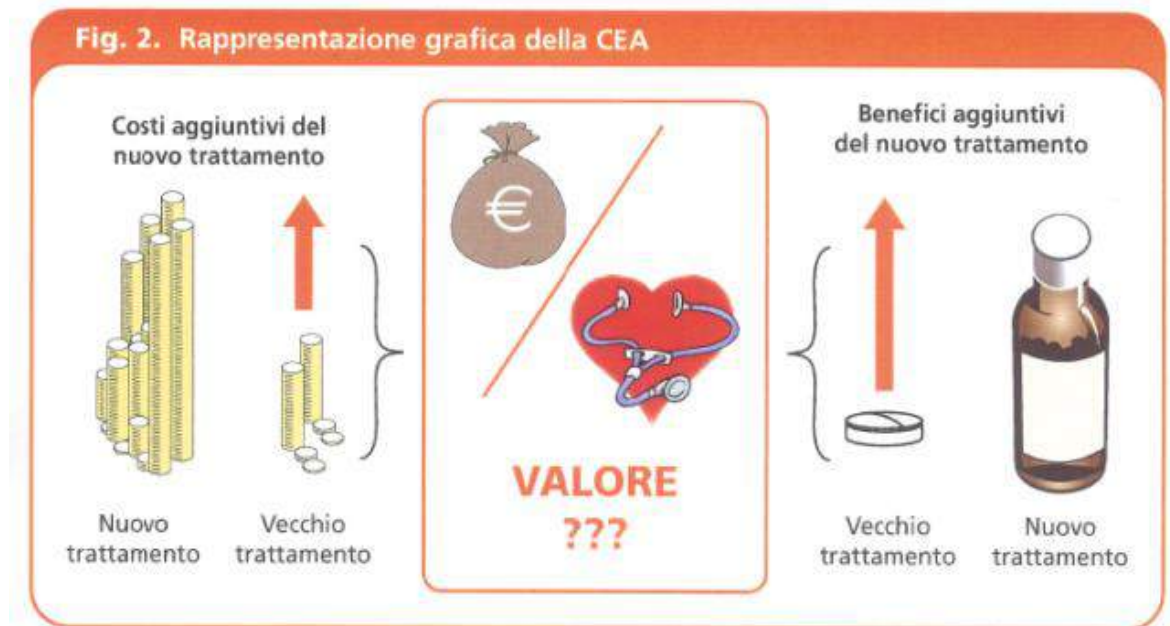 Fig. 2. Rappresentazione grafica della CEA
Costi aggiuntivi del
nuovo trattamento
Nuovo
trattamento
Vecchio
trattamento
€
VALORE
???
Benefici aggiuntivi
del nuovo trattamento
Vecchio
trattamento
Nuovo
trattamento